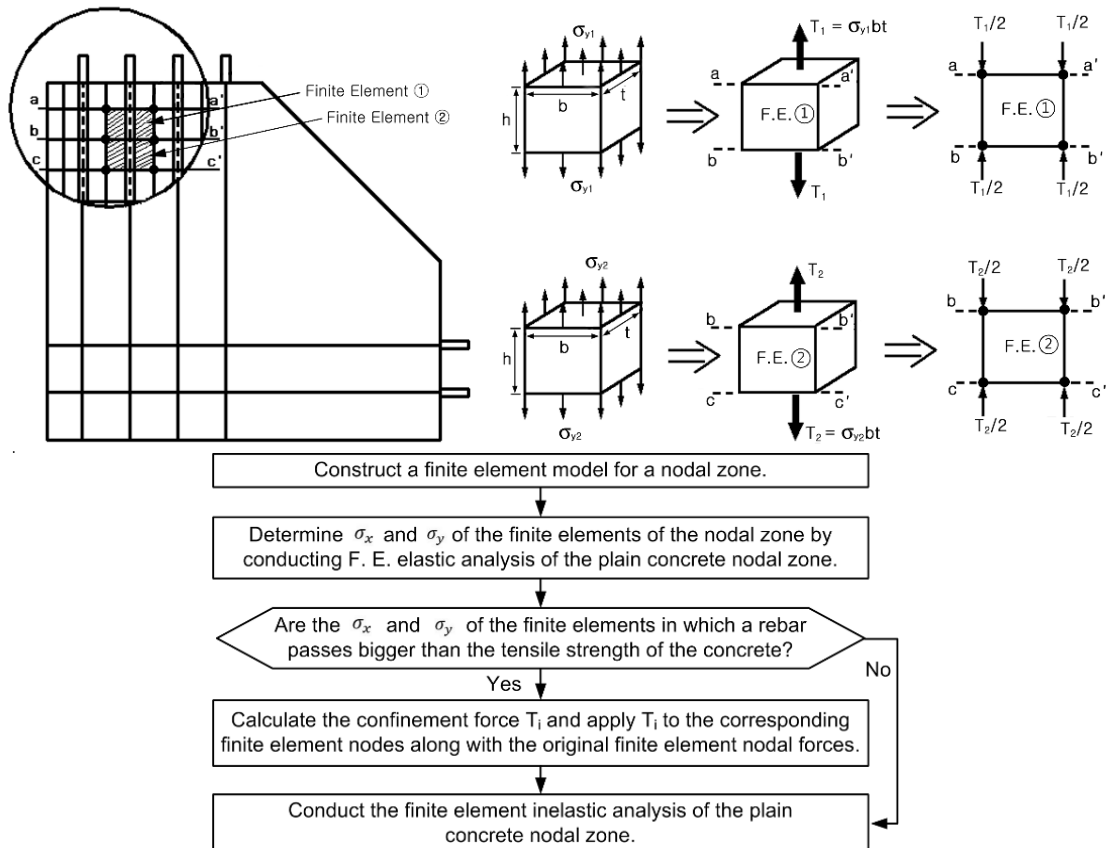 a
a'
Finite Element ①
Finite Element ②
b
b'
c
c'
σy1
b
t
h
σy1
T1 = σy1bt
a
a'
F.E.①
b
b'
T1
T1/2
T1/2
a
a'
F.E.①
b
b'
T1/2
T1/2
σy2
b
t
h
σy2
T2
b
b'
F.E.②
c
c'
T2 = σy2bt
T2/2
T2/2
b
b'
F.E.②
c
c'
T2/2
T2/2
Construct a finite element model for a nodal zone.
Determine σx and σy of the finite elements of the nodal zone by
conducting F. E. elastic analysis of the plain concrete nodal zone.
Are the σx and σy of the finite elements in which a rebar
passes bigger than the tensile strength of the concrete?
No
Yes
Calculate the confinement force Ti and apply Ti to the corresponding
finite element nodes along with the original finite element nodal forces.
Conduct the finite element inelastic analysis of the plain
concrete nodal zone.